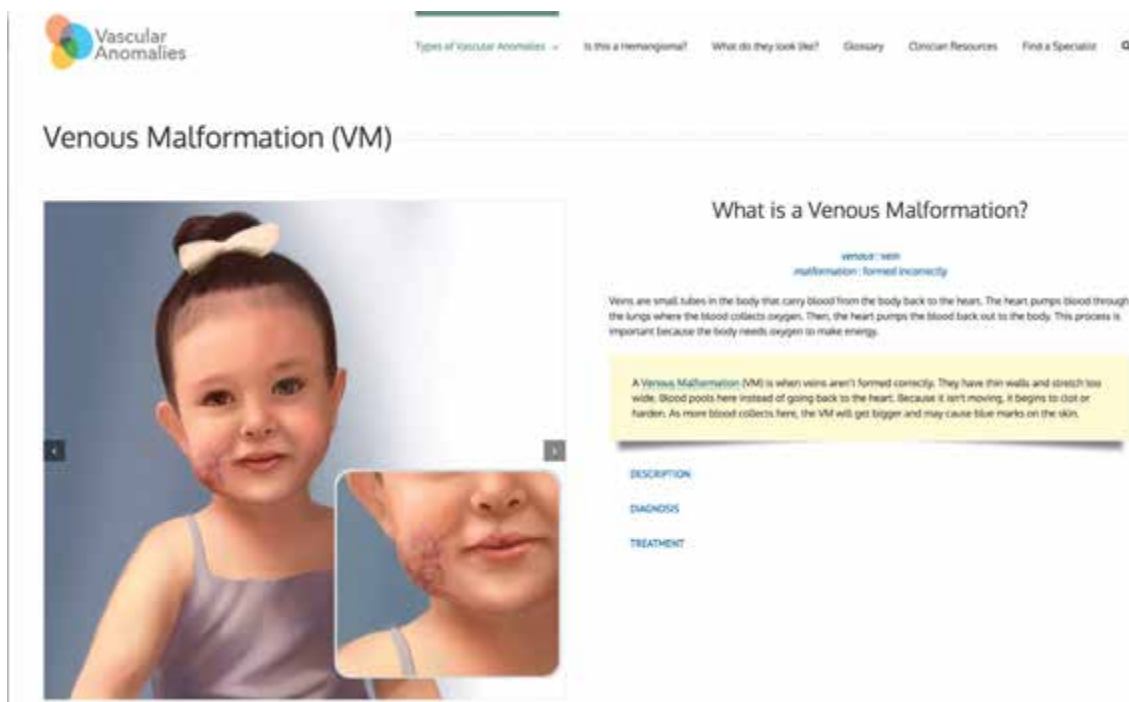 Vascular
Anomalies
Types of Vascular Anomalies
Is this a Hemangioma?
What do they look like?
Glossary
Clinician Resources
Find a Specialist
Venous Malformation (VM)
What is a Venous Malformation?
venous : vein
malformation : formed incorrectly
Veins are small tubes in the body that carry blood from the body back to the heart. The heart pumps blood through
the lungs where the blood collects oxygen. Then, the heart pumps the blood back out to the body. This process is
important because the body needs oxygen to make energy.
A Venous Malformation (VM) is when veins aren't formed correctly. They have thin walls and stretch too
wide. Blood pools here instead of going back to the heart. Because it isn't moving, it begins to clot or
harden. As more blood collects here, the VM will get bigger and may cause blue marks on the skin.
DESCRIPTION
DIAGNOSIS
TREATMENT